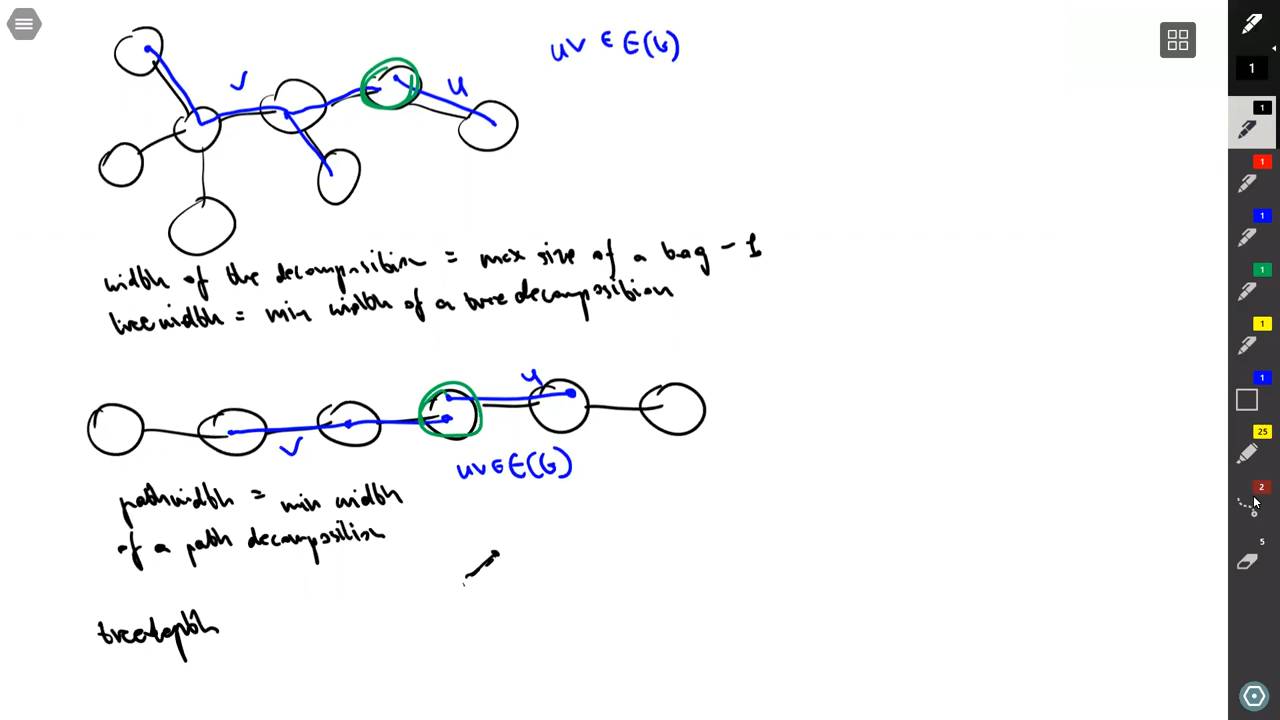 uv ∈ E(G)
v
u
width of the decomposition = max size of a bag - 1
treewidth = min width of a tree decomposition
u
v
uv ∈ E(G)
pathwidth = min width
of a path decomposition
treedepth
1
1
1
1
1
1
25
2
5